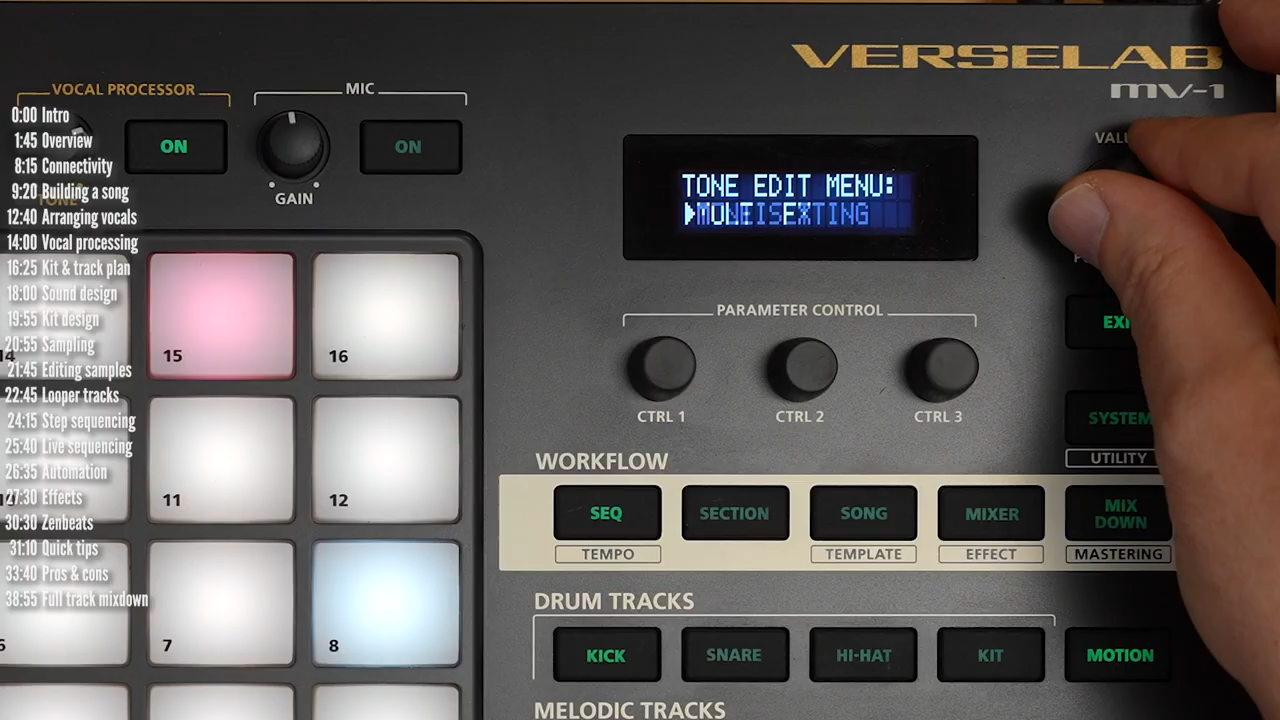 VERSELAB
mv-1
VOCAL PROCESSOR
ON
MIC
GAIN
ON
TONE EDIT MENU:
PARAMETER CONTROL
CTRL 1
CTRL 2
CTRL 3
SYSTEM
UTILITY
WORKFLOW
SEQ
SECTION
SONG
MIXER
MIX
DOWN
TEMPO
TEMPLATE
EFFECT
MASTERING
DRUM TRACKS
KICK
SNARE
HI-HAT
KIT
MOTION
MELODIC TRACKS
15
16
11
12
7
8
0:00 Intro
1:45 Overview
8:15 Connectivity
9:20 Building a song
12:40 Arranging vocals
14:00 Vocal processing
16:25 Kit & track plan
18:00 Sound design
19:55 Kit design
20:55 Sampling
21:45 Editing samples
22:45 Looper tracks
24:15 Step sequencing
25:40 Live sequencing
26:35 Automation
27:30 Effects
30:30 Zenbeats
31:10 Quick tips
33:40 Pros & cons
38:55 Full track mixdown